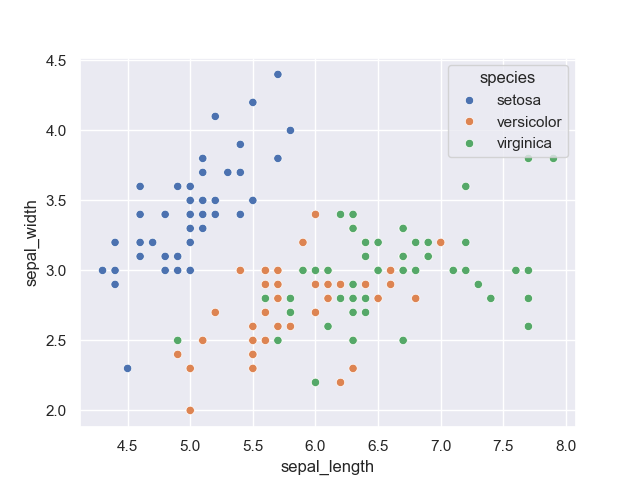 4.5
4.0
3.5
3.0
2.5
2.0
sepal_width
species
setosa
versicolor
virginica
4.5 5.0 5.5 6.0 6.5 7.0 7.5 8.0
sepal_length